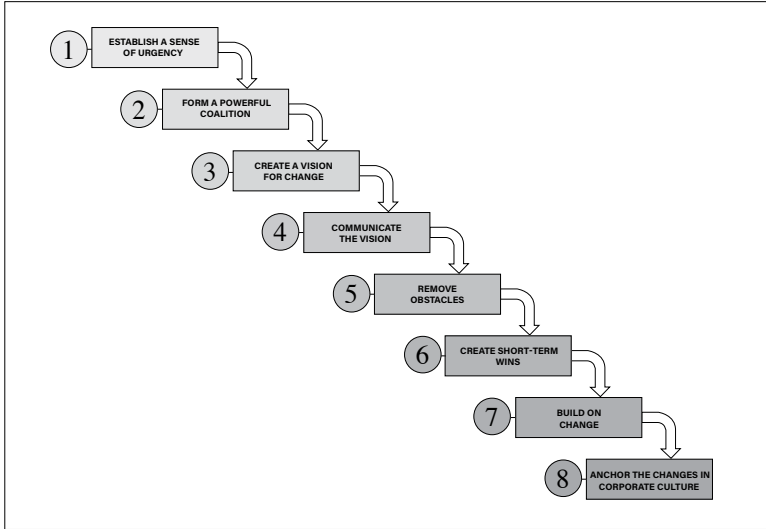 1
ESTABLISH A SENSE
OF URGENCY
2
FORM A POWERFUL
COALITION
3
CREATE A VISION
FOR CHANGE
4
COMMUNICATE
THE VISION
5
REMOVE
OBSTACLES
6
CREATE SHORT-TERM
WINS
7
BUILD ON
CHANGE
8
ANCHOR THE CHANGES IN
CORPORATE CULTURE